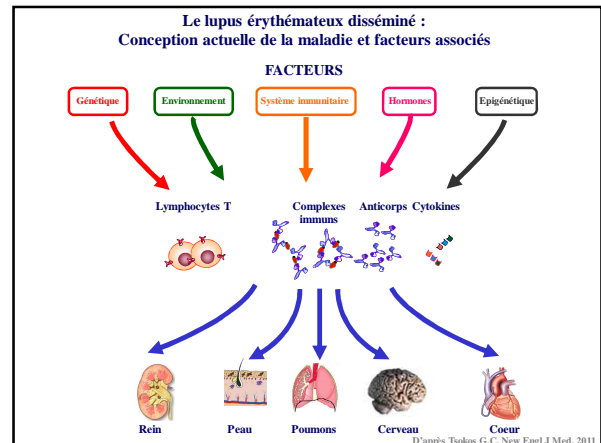 Le lupus érythémateux disséminé :
Conception actuelle de la maladie et facteurs associés
FACTEURS
Génétique
Environnement
Système immunitaire
Hormones
Epigénétique
Lymphocytes T
Complexes
immuns
Anticorps
Cytokines
Rein
Peau
Poumons
Cerveau
Coeur
D'après Tsokos G.C. New Engl J Med. 2011